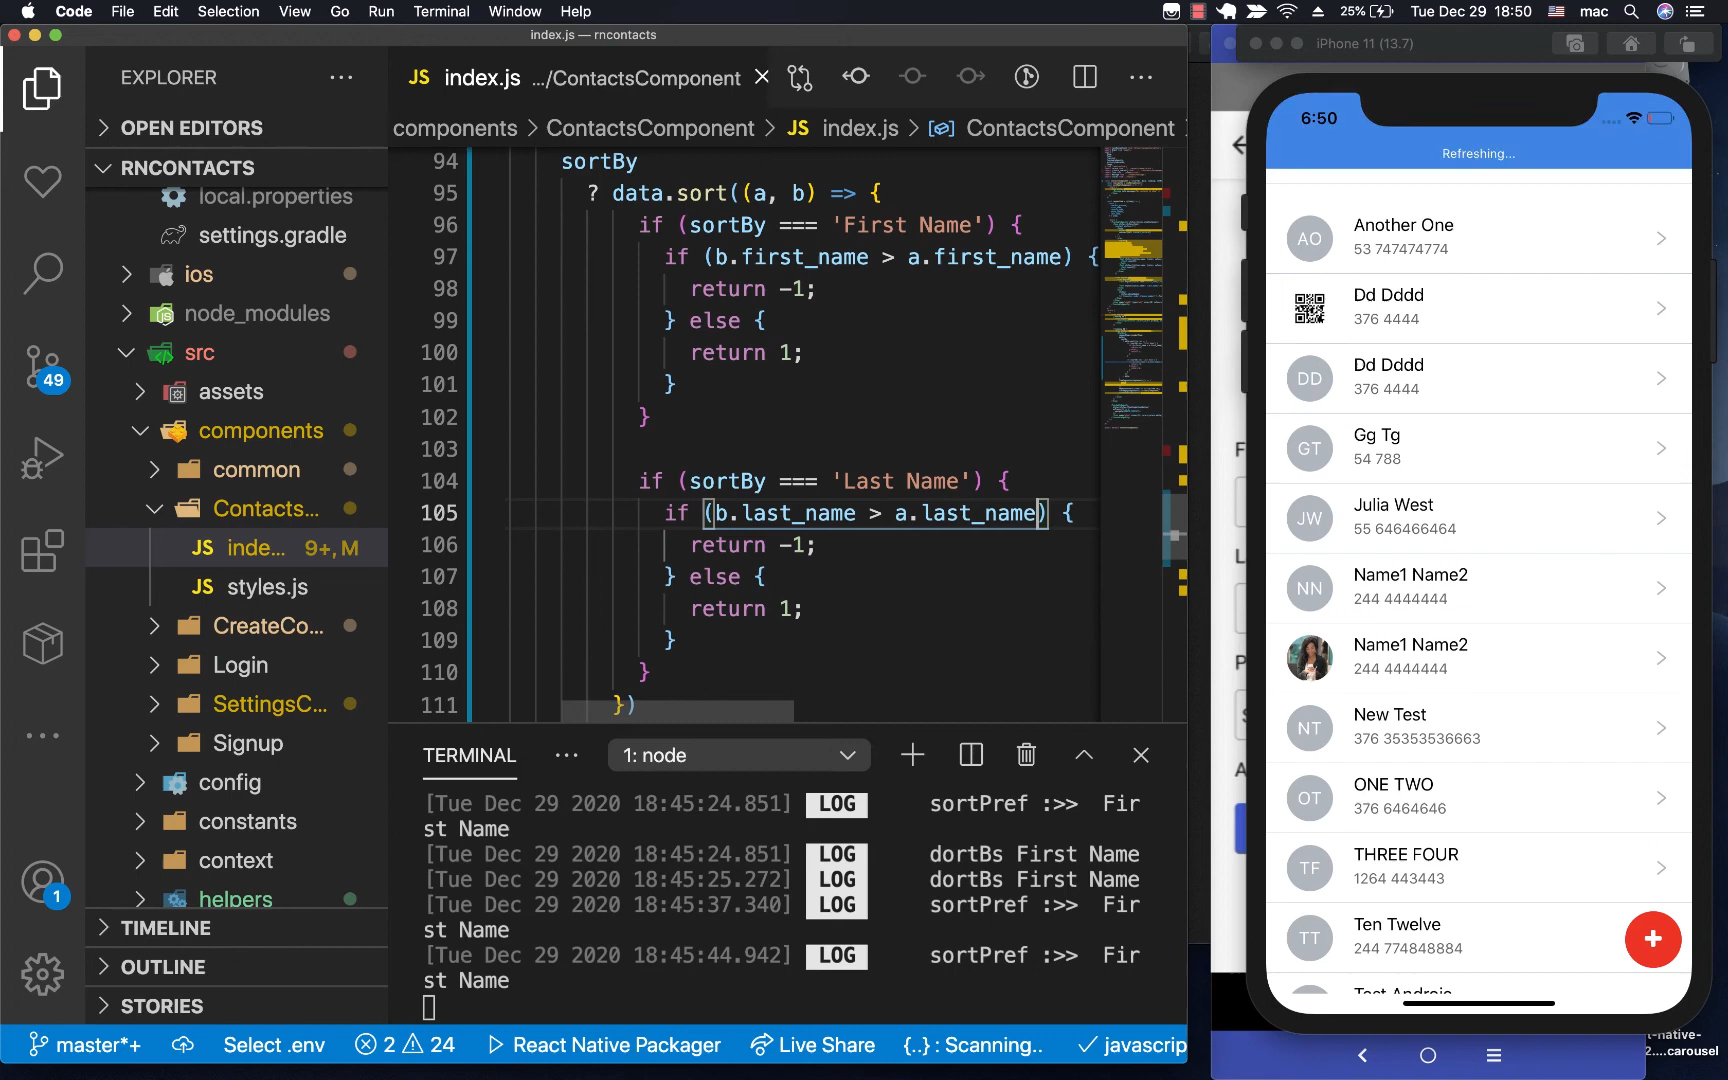 Code File Edit Selection View Go Run Terminal Window Help
25% Tue Dec 29 18:50 mac
index.js — rncontacts
EXPLORER
OPEN EDITORS
RNCONTACTS
local.properties
settings.gradle
ios
node_modules
src
assets
components
common
Contacts...
JS inde... 9+, M
JS styles.js
CreateCo...
Login
SettingsC...
Signup
config
constants
context
helpers
TIMELINE
OUTLINE
STORIES
49
1
JS index.js .../ContactsComponent
components > ContactsComponent > JS index.js > ContactsComponent
94 sortBy
95 ? data.sort((a, b) => {
96 if (sortBy === 'First Name') {
97 if (b.first_name > a.first_name) {
98 return -1;
99 } else {
100 return 1;
101 }
102 }
103
104 if (sortBy === 'Last Name') {
105 if (b.last_name > a.last_name) {
106 return -1;
107 } else {
108 return 1;
109 }
110 }
111 })
TERMINAL 1: node
[Tue Dec 29 2020 18:45:24.851] LOG sortPref :>> Fir
st Name
[Tue Dec 29 2020 18:45:24.851] LOG dortBs First Name
[Tue Dec 29 2020 18:45:25.272] LOG dortBs First Name
[Tue Dec 29 2020 18:45:37.340] LOG sortPref :>> Fir
st Name
[Tue Dec 29 2020 18:45:44.942] LOG sortPref :>> Fir
st Name
master*+ Select .env 2 24 React Native Packager Live Share {..} : Scanning.. javascrip
iPhone 11 (13.7)
6:50
Refreshing...
AO Another One
53 747474774
Dd Dddd
376 4444
DD Dd Dddd
376 4444
GT Gg Tg
54 788
JW Julia West
55 646466464
NN Name1 Name2
244 4444444
Name1 Name2
244 4444444
NT New Test
376 35353536663
OT ONE TWO
376 6464646
TF THREE FOUR
1264 443443
TT Ten Twelve
244 774848884
+
t-native-
2....carousel